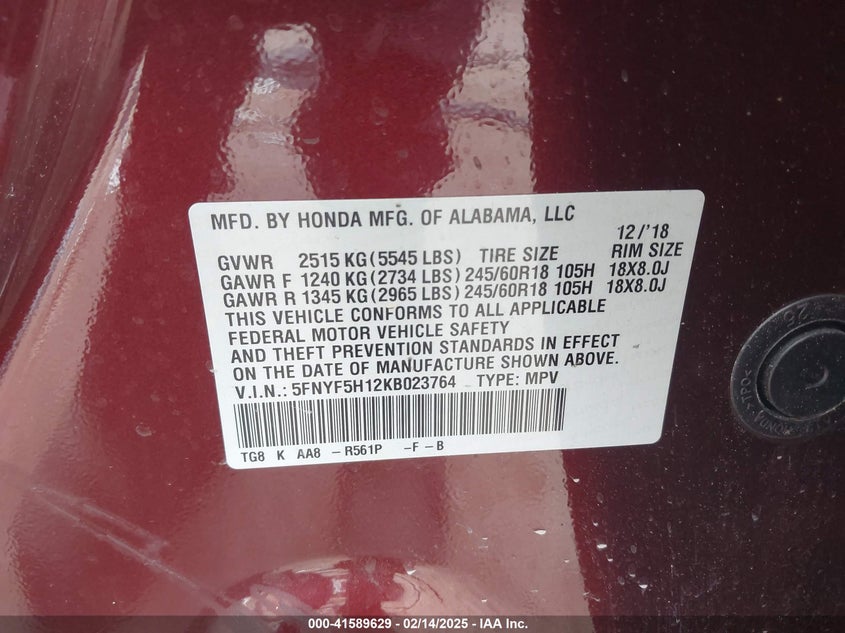 MFD. BY HONDA MFG. OF ALABAMA, LLC
12/'18
GVWR 2515 KG (5545 LBS) TIRE SIZE RIM SIZE
GAWR F 1240 KG (2734 LBS) 245/60R18 105H 18X8.0J
GAWR R 1345 KG (2965 LBS) 245/60R18 105H 18X8.0J
THIS VEHICLE CONFORMS TO ALL APPLICABLE
FEDERAL MOTOR VEHICLE SAFETY
AND THEFT PREVENTION STANDARDS IN EFFECT
ON THE DATE OF MANUFACTURE SHOWN ABOVE.
V.I.N.: 5FNYF5H12KB023764 TYPE: MPV
TG8 K AA8 -R561P -F-B
>TPO<
000-41589629 - 02/14/2025 - IAA Inc.